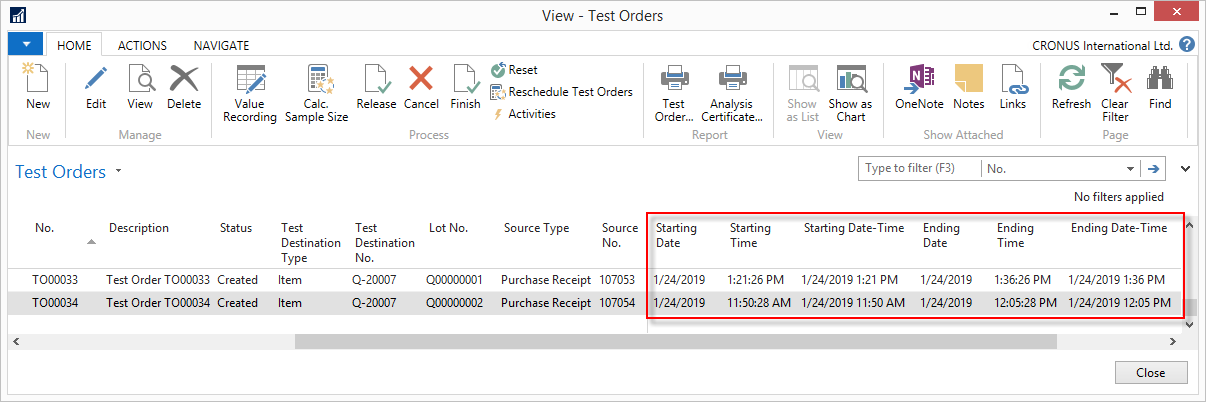 View - Test Orders
HOME ACTIONS NAVIGATE CRONUS International Ltd. ?
New Edit View Delete Value Recording Calc. Sample Size Release Cancel Finish Reset Reschedule Test Orders Activities Test Order... Analysis Certificate... Show as List Show as Chart OneNote Notes Links Refresh Clear Filter Find
New Manage Process Report View Show Attached Page
Test Orders Type to filter (F3) No.
No filters applied
No. Description Status Test Destination Type Test Destination No. Lot No. Source Type Source No. Starting Date Starting Time Starting Date-Time Ending Date Ending Time Ending Date-Time
TO00033 Test Order TO00033 Created Item Q-20007 Q00000001 Purchase Receipt 107053 1/24/2019 1:21:26 PM 1/24/2019 1:21 PM 1/24/2019 1:36:26 PM 1/24/2019 1:36 PM
TO00034 Test Order TO00034 Created Item Q-20007 Q00000002 Purchase Receipt 107054 1/24/2019 11:50:28 AM 1/24/2019 11:50 AM 1/24/2019 12:05:28 PM 1/24/2019 12:05 PM
Close